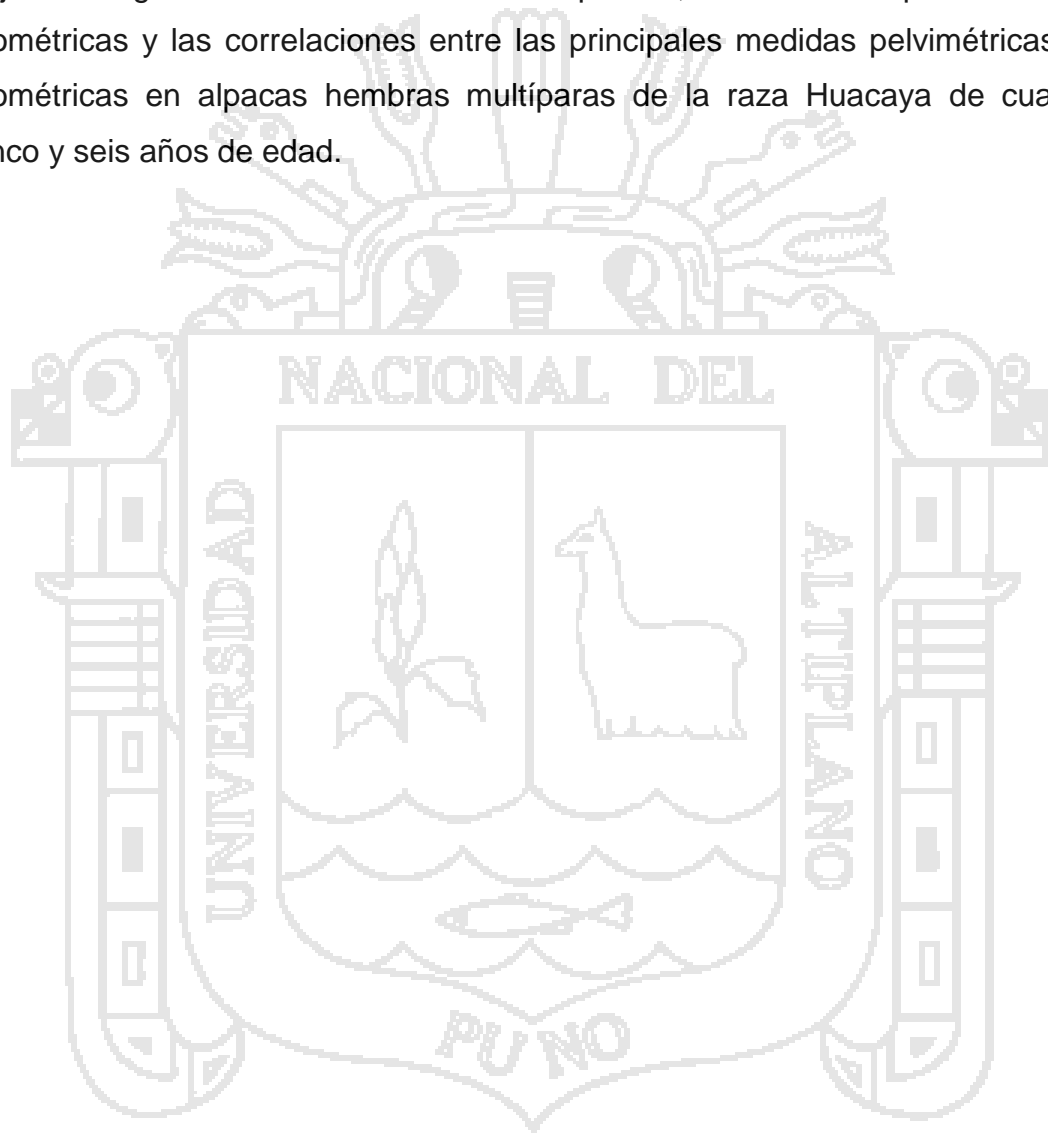 ométricas y las correlaciones entre las principales medidas pelvimétricas
ométricas en alpacas hembras multíparas de la raza Huacaya de cua
nco y seis años de edad.
NACIONAL DEL
UNIVERSIDAD
ALTIPLANO
PUNO